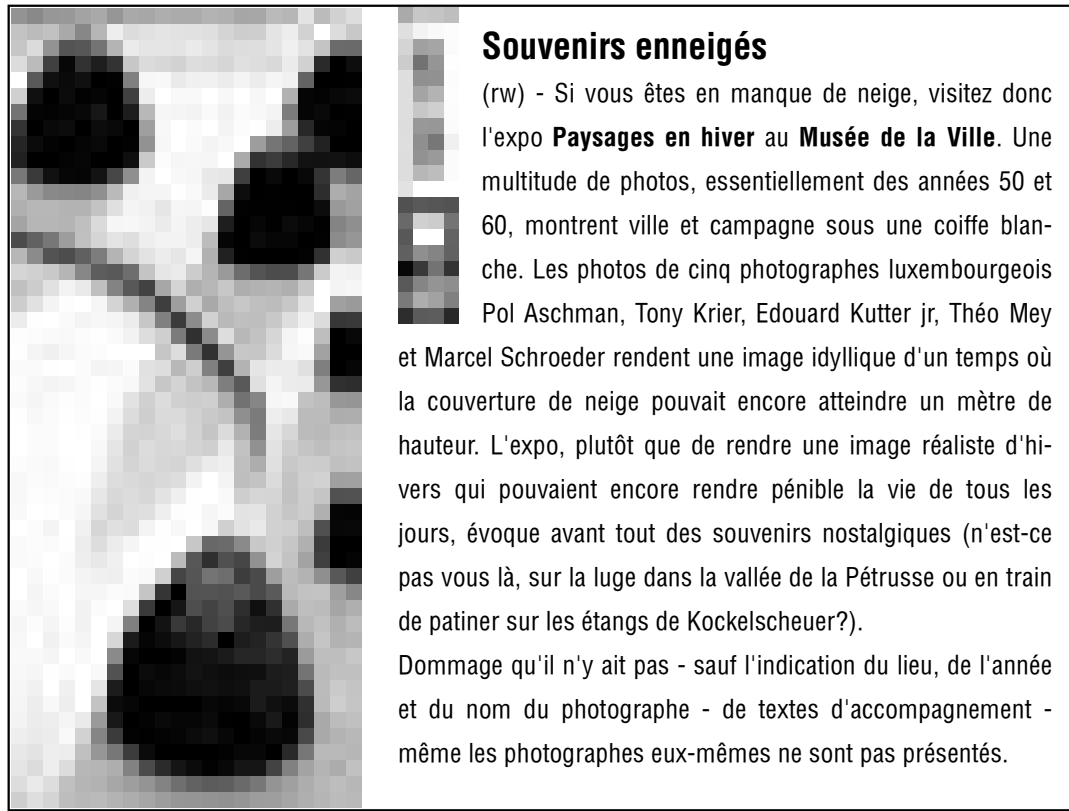 Souvenirs enneigés
(rw) - Si vous êtes en manque de neige, visitez donc
l'expo Paysages en hiver au Musée de la Ville. Une
multitude de photos, essentiellement des années 50 et
60, montrent ville et campagne sous une coiffe blan-
che. Les photos de cinq photographes luxembourgeois
Pol Aschman, Tony Krier, Edouard Kutter jr, Théo Mey
et Marcel Schroeder rendent une image idyllique d'un temps où
la couverture de neige pouvait encore atteindre un mètre de
hauteur. L'expo, plutôt que de rendre une image réaliste d'hi-
vers qui pouvaient encore rendre pénible la vie de tous les
jours, évoque avant tout des souvenirs nostalgiques (n'est-ce
pas vous là, sur la luge dans la vallée de la Pétrusse ou en train
de patiner sur les étangs de Kockelscheuer?).
Dommage qu'il n'y ait pas - sauf l'indication du lieu, de l'année
et du nom du photographe - de textes d'accompagnement -
même les photographes eux-mêmes ne sont pas présentés.